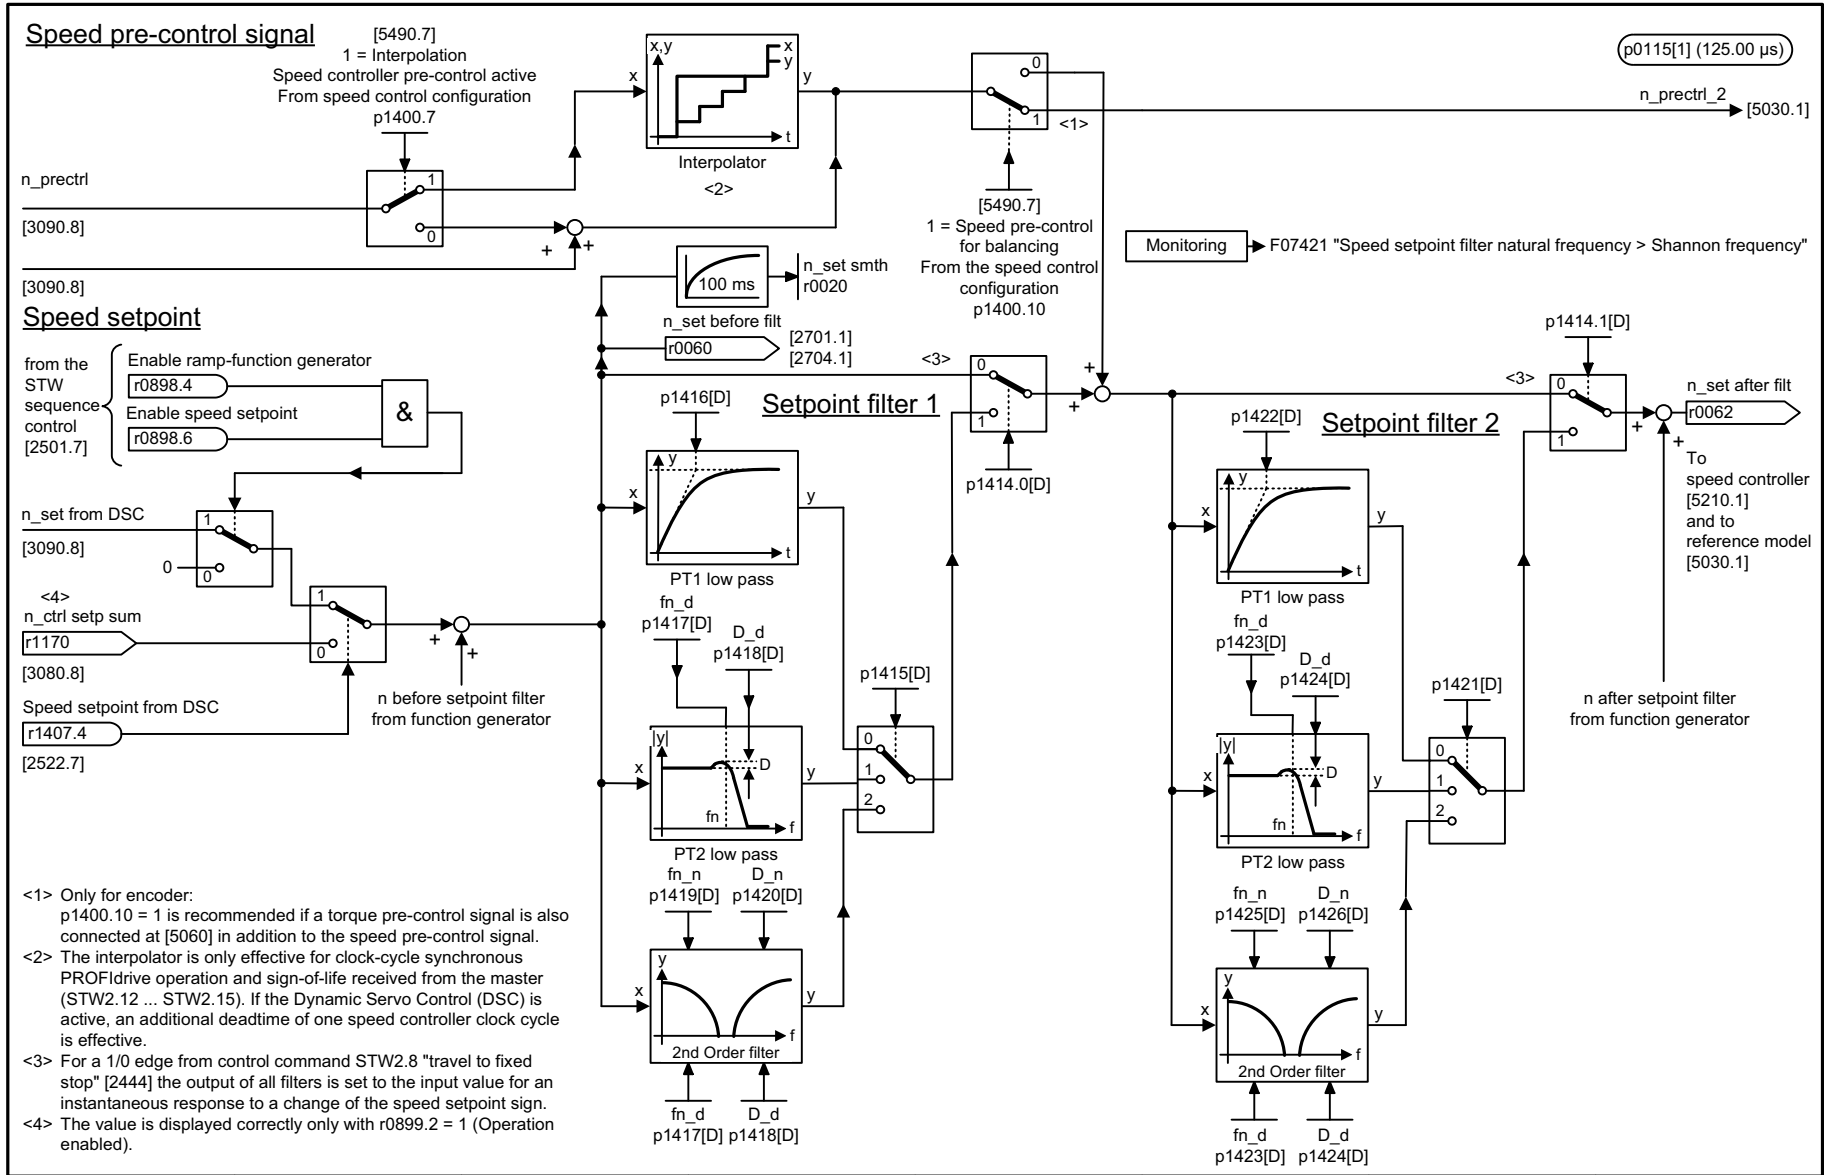 Speed pre-control signal
[5490.7]
1 = Interpolation
Speed controller pre-control active
From speed control configuration
p1400.7
n_prectrl
[3090.8]
1
0
+
+
[3090.8]
x
x,y
x
y
t
y
Interpolator
<2>
0
1
<1>
[5490.7]
1 = Speed pre-control
for balancing
From the speed control
configuration
p1400.10
p0115[1] (125.00 µs)
n_prectrl_2
[5030.1]
Monitoring
F07421 "Speed setpoint filter natural frequency > Shannon frequency"
Speed setpoint
from the
STW
sequence
control
[2501.7]
Enable ramp-function generator
r0898.4
Enable speed setpoint
r0898.6
&
n_set from DSC
[3090.8]
1
0
0
<4>
n_ctrl setp sum
r1170
[3080.8]
1
0
Speed setpoint from DSC
r1407.4
[2522.7]
+
+
n before setpoint filter
from function generator
100 ms
n_set smth
r0020
n_set before filt
r0060
[2701.1]
[2704.1]
Setpoint filter 1
p1416[D]
x
y
t
y
PT1 low pass
fn_d
p1417[D]
D_d
p1418[D]
x
|y|
D
fn
f
y
PT2 low pass
fn_n
p1419[D]
D_n
p1420[D]
x
y
f
y
2nd Order filter
fn_d
p1417[D]
D_d
p1418[D]
p1415[D]
0
1
2
<3>
0
1
p1414.0[D]
+
+
Setpoint filter 2
p1422[D]
x
y
t
y
PT1 low pass
fn_d
p1423[D]
D_d
p1424[D]
x
|y|
D
fn
f
y
PT2 low pass
fn_n
p1425[D]
D_n
p1426[D]
x
y
f
y
2nd Order filter
fn_d
p1423[D]
D_d
p1424[D]
p1421[D]
0
1
2
p1414.1[D]
<3>
0
1
+
+
n_set after filt
r0062
To
speed controller
[5210.1]
and to
reference model
[5030.1]
n after setpoint filter
from function generator
<1> Only for encoder:
p1400.10 = 1 is recommended if a torque pre-control signal is also
connected at [5060] in addition to the speed pre-control signal.
<2> The interpolator is only effective for clock-cycle synchronous
PROFIdrive operation and sign-of-life received from the master
(STW2.12 ... STW2.15). If the Dynamic Servo Control (DSC) is
active, an additional deadtime of one speed controller clock cycle
is effective.
<3> For a 1/0 edge from control command STW2.8 "travel to fixed
stop" [2444] the output of all filters is set to the input value for an
instantaneous response to a change of the speed setpoint sign.
<4> The value is displayed correctly only with r0899.2 = 1 (Operation
enabled).